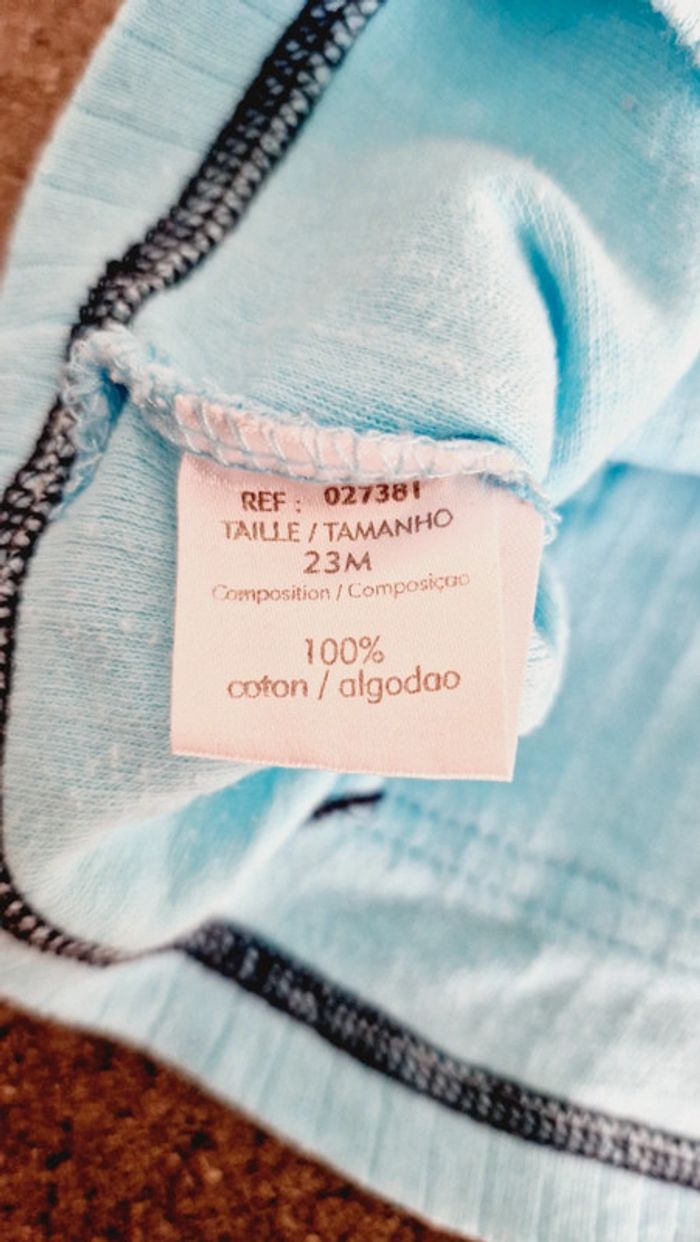 REF : 027381
TAILLE / TAMANHO
23M
Composition / Composiçao
100%
coton / algodao